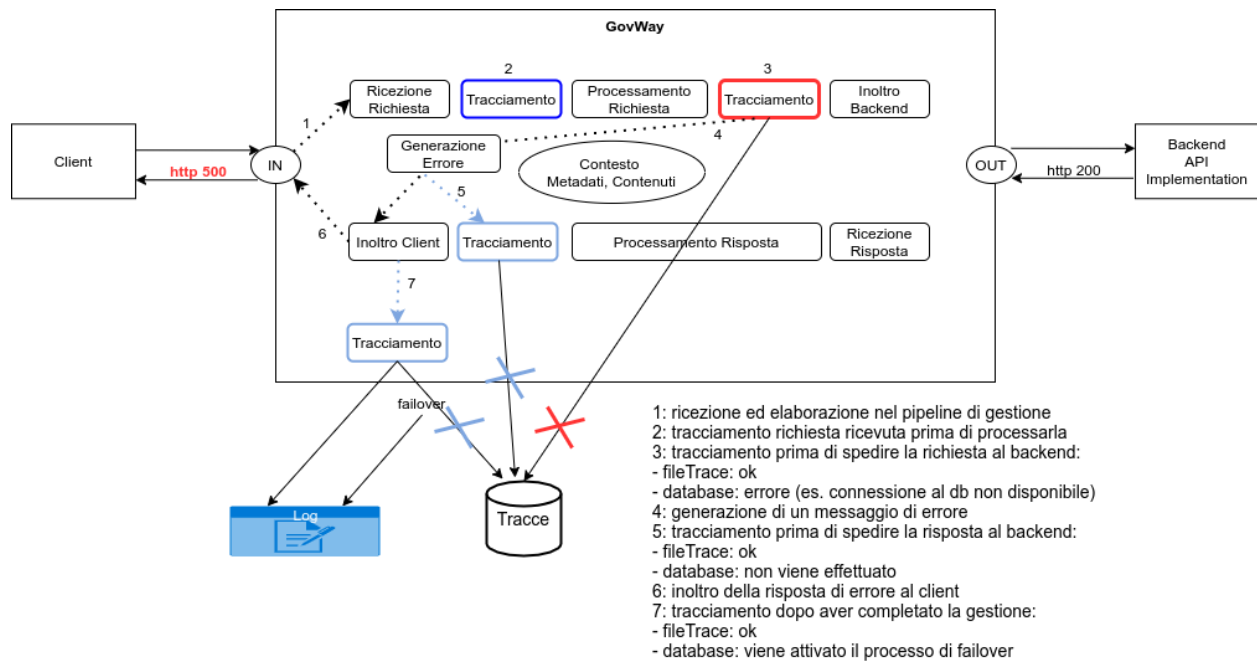 GovWay
2
3
Ricezione
Richiesta
Tracciamento
Processamento
Richiesta
Tracciamento
Inoltro
Backend
1
4
Client
http 500
IN
Generazione
Errore
Contesto
Metadati, Contenuti
OUT
http 200
Backend
API
Implementation
5
6
Inoltro Client
Tracciamento
Processamento Risposta
Ricezione
Risposta
7
Tracciamento
failover
Log
Tracce
1: ricezione ed elaborazione nel pipeline di gestione
2: tracciamento richiesta ricevuta prima di processarla
3: tracciamento prima di spedire la richiesta al backend:
- fileTrace: ok
- database: errore (es. connessione al db non disponibile)
4: generazione di un messaggio di errore
5: tracciamento prima di spedire la risposta al backend:
- fileTrace: ok
- database: non viene effettuato
6: inoltro della risposta di errore al client
7: tracciamento dopo aver completato la gestione:
- fileTrace: ok
- database: viene attivato il processo di failover